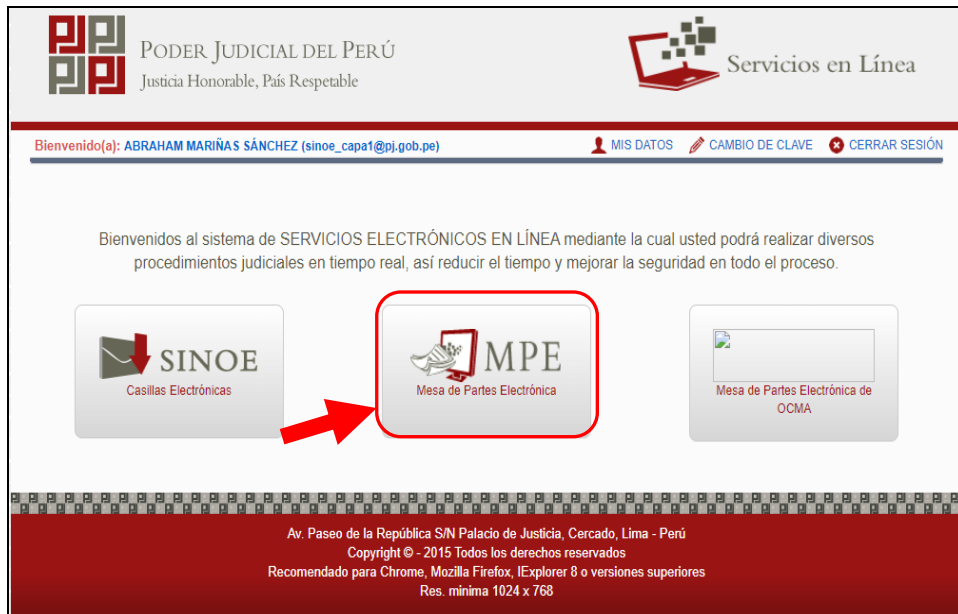 PODER JUDICIAL DEL PERÚ
Justicia Honorable, País Respetable
Servicios en Línea
Bienvenido(a): ABRAHAM MARIÑAS SÁNCHEZ (sinoe_capa1@pj.gob.pe)
MIS DATOS
CAMBIO DE CLAVE
CERRAR SESIÓN
Bienvenidos al sistema de SERVICIOS ELECTRÓNICOS EN LÍNEA mediante la cual usted podrá realizar diversos
procedimientos judiciales en tiempo real, así reducir el tiempo y mejorar la seguridad en todo el proceso.
SINOE
Casillas Electrónicas
MPE
Mesa de Partes Electrónica
Mesa de Partes Electrónica de
OCMA
Av. Paseo de la República S/N Palacio de Justicia, Cercado, Lima - Perú
Copyright © - 2015 Todos los derechos reservados
Recomendado para Chrome, Mozilla Firefox, IExplorer 8 o versiones superiores
Res. minima 1024 x 768